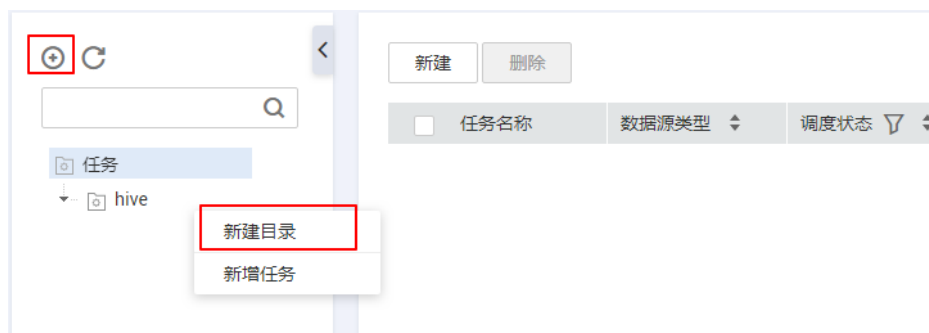 新建 删除
任务名称 数据源类型 调度状态
任务
hive
新建目录
新增任务